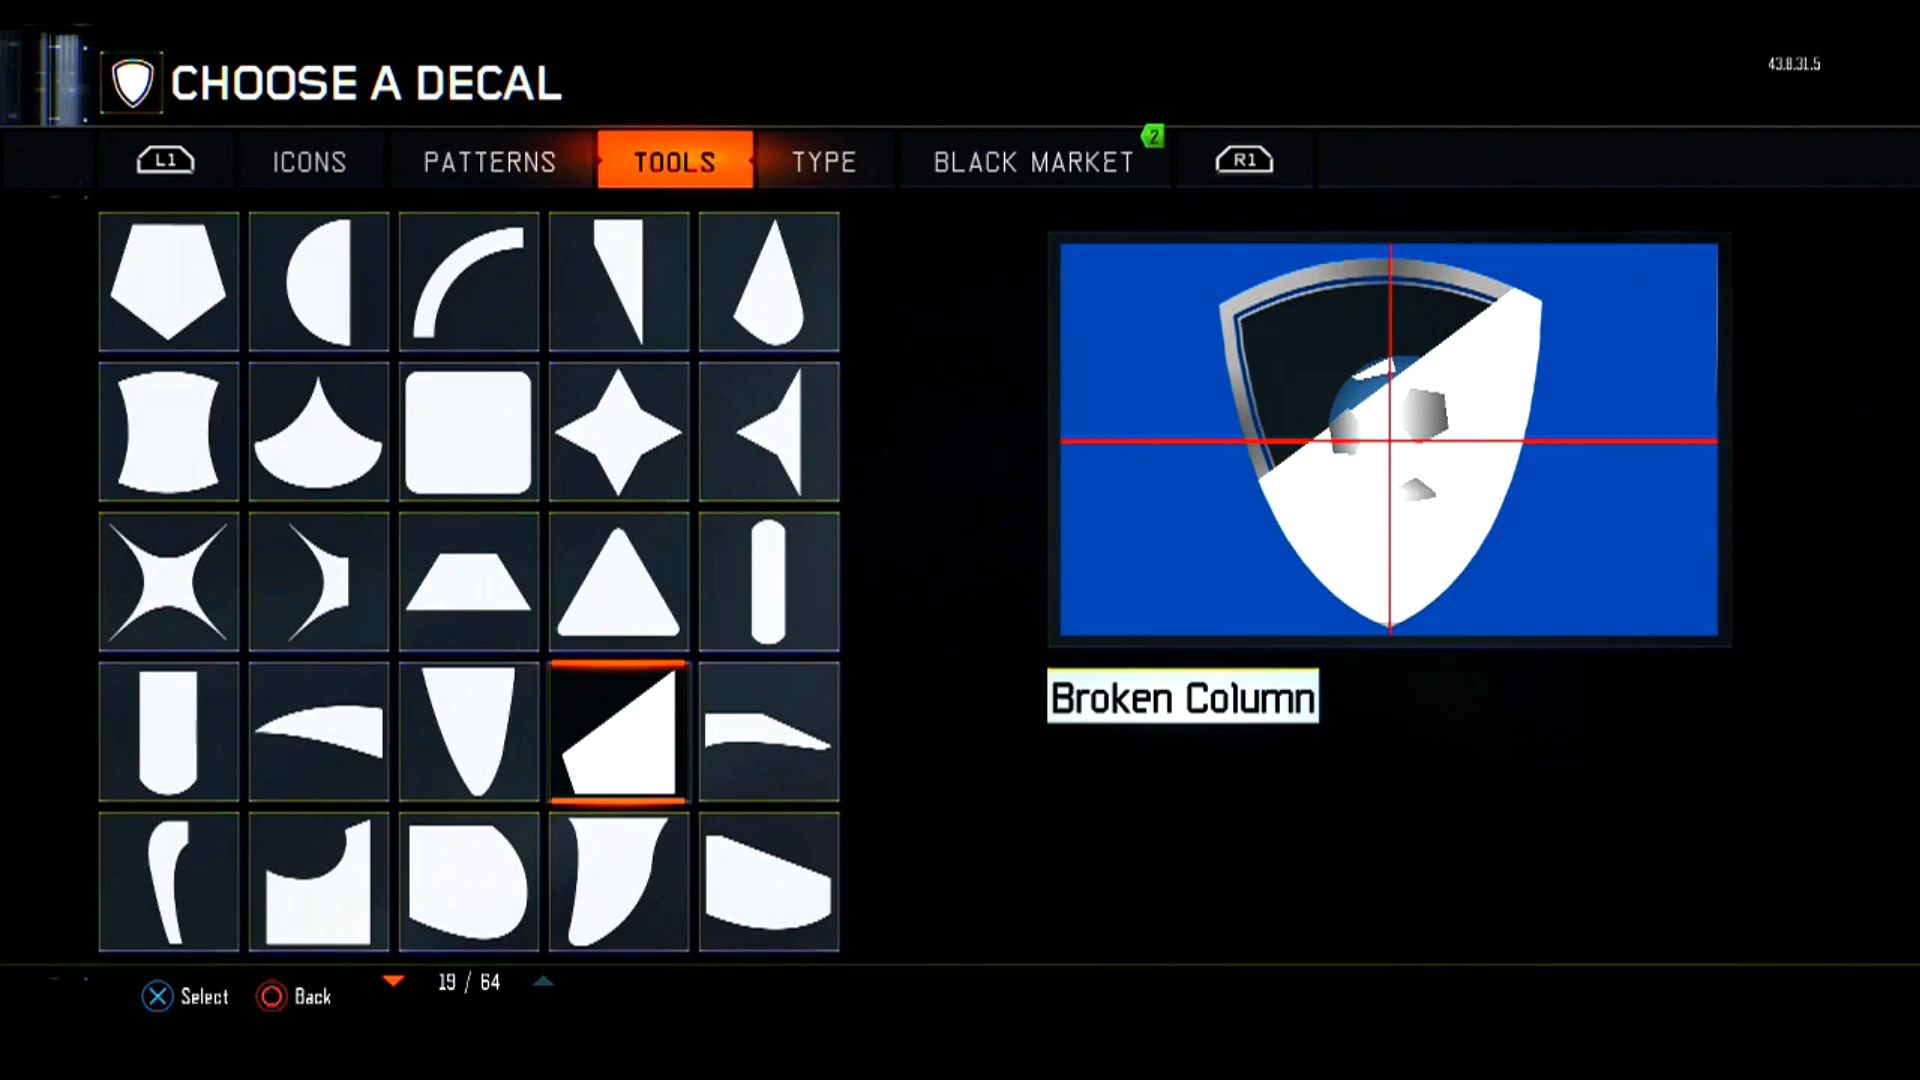 CHOOSE A DECAL
43.8.31.5
L1
ICONS
PATTERNS
TOOLS
TYPE
BLACK MARKET
2
R1
Broken Column
Select
Back
19 / 64